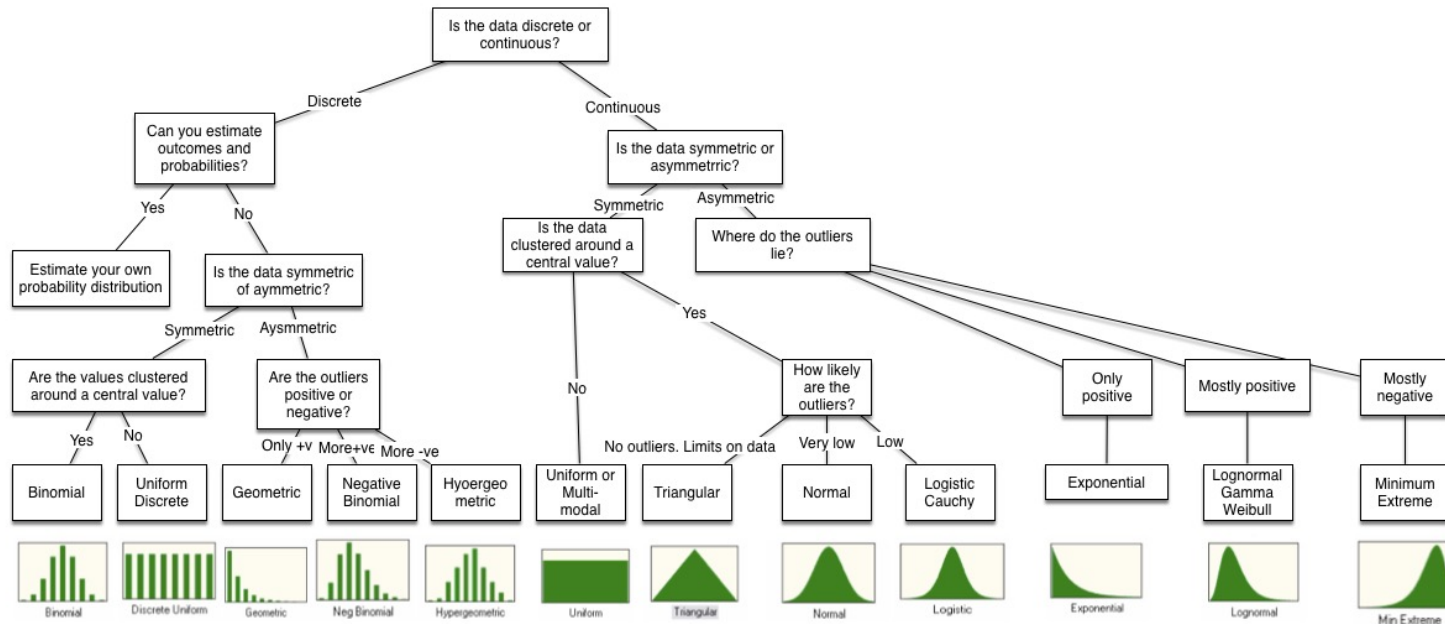 Is the data discrete or
continuous?
Discrete
Continuous
Can you estimate
outcomes and
probabilities?
Is the data symmetric or
asymmetrric?
Yes
No
Symmetric
Asymmetric
Is the data
clustered around a
central value?
Where do the outliers
lie?
Estimate your own
probability distribution
Is the data symmetric
of aymmetric?
Yes
Symmetric
Aysmmetric
No
Are the values clustered
around a central value?
Are the outliers
positive or
negative?
How likely
are the
outliers?
Only
positive
Mostly positive
Mostly
negative
Yes
No
Only +v
More+ve
More -ve
No outliers. Limits on data
Very low
Low
Binomial
Uniform
Discrete
Geometric
Negative
Binomial
Hyoergeo
metric
Uniform or
Multi-
modal
Triangular
Normal
Logistic
Cauchy
Exponential
Lognormal
Gamma
Weibull
Minimum
Extreme
Binomial
Discrete Uniform
Geometric
Neg Binomial
Hypergeometric
Uniform
Triangular
Normal
Logistic
Exponential
Lognormal
Min Extreme